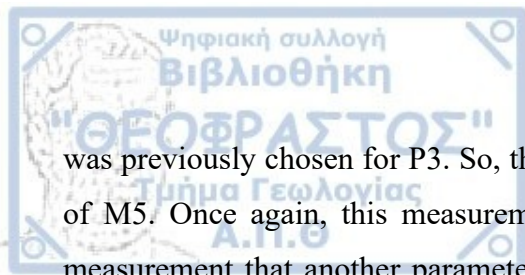 Ψηφιακή συλλογή
Βιβλιοθήκη
"ΘΕΟΦΡΑΣΤΟΣ"
was previously chosen for P3. So, th
Τμήμα Γεωλογίας
of M5. Once again, this measurem
Α.Π.Θ
measurement that another paramete